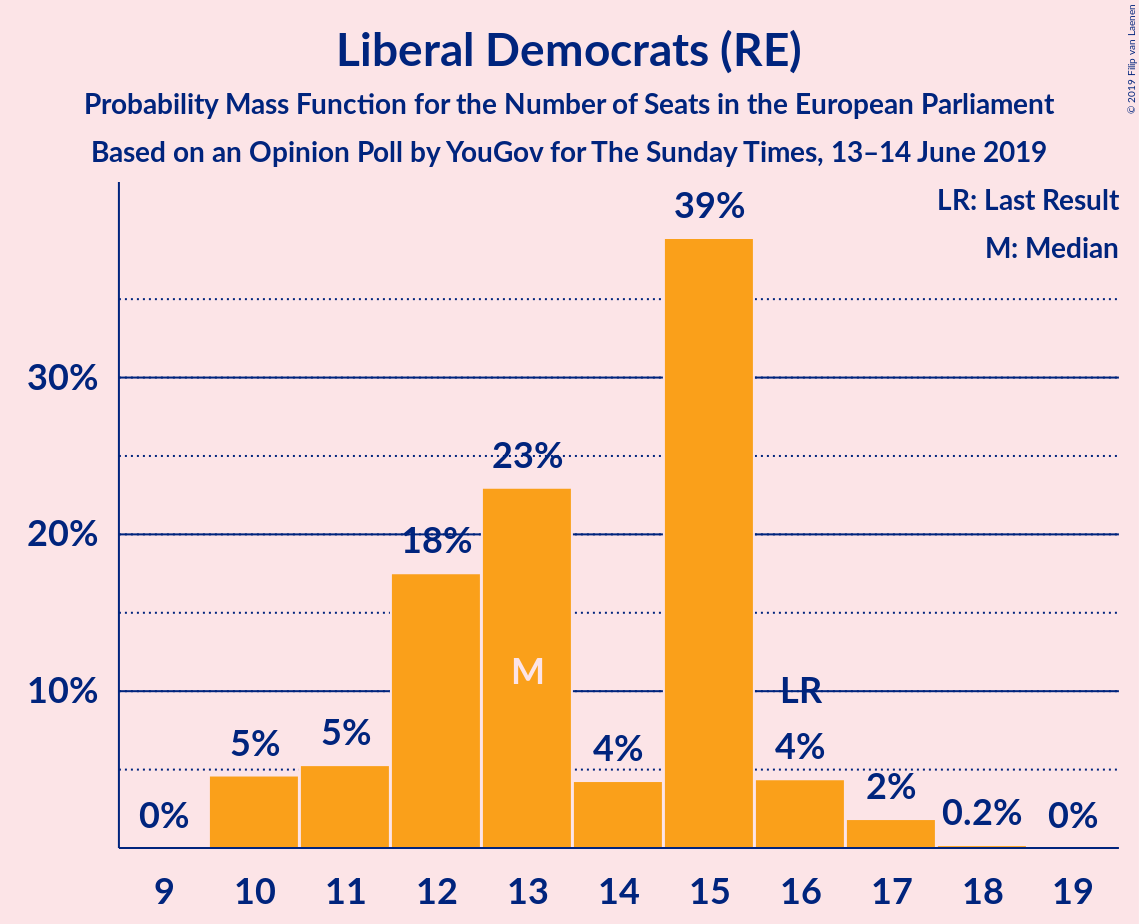 Liberal Democrats (RE)
Probability Mass Function for the Number of Seats in the European Parliament
Based on an Opinion Poll by YouGov for The Sunday Times, 13–14 June 2019
© 2019 Filip van Laenen
LR: Last Result
M: Median
39%
30%
23%
20%
18%
M
10%
LR
5%
5%
4%
4%
2%
0%
0.2%
0%
9 10 11 12 13 14 15 16 17 18 19